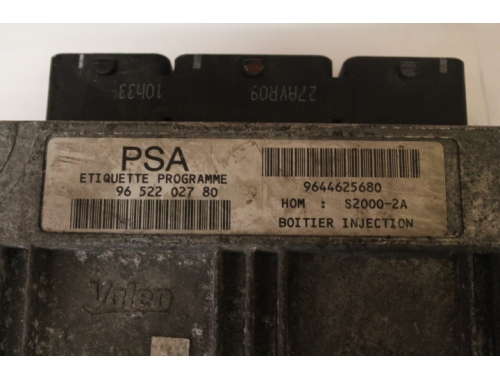 10h33
27AVR09
PSA
ETIQUETTE PROGRAMME
96 522 027 80
9644625680
HOM : S2000-2A
BOITIER INJECTION
Valeo